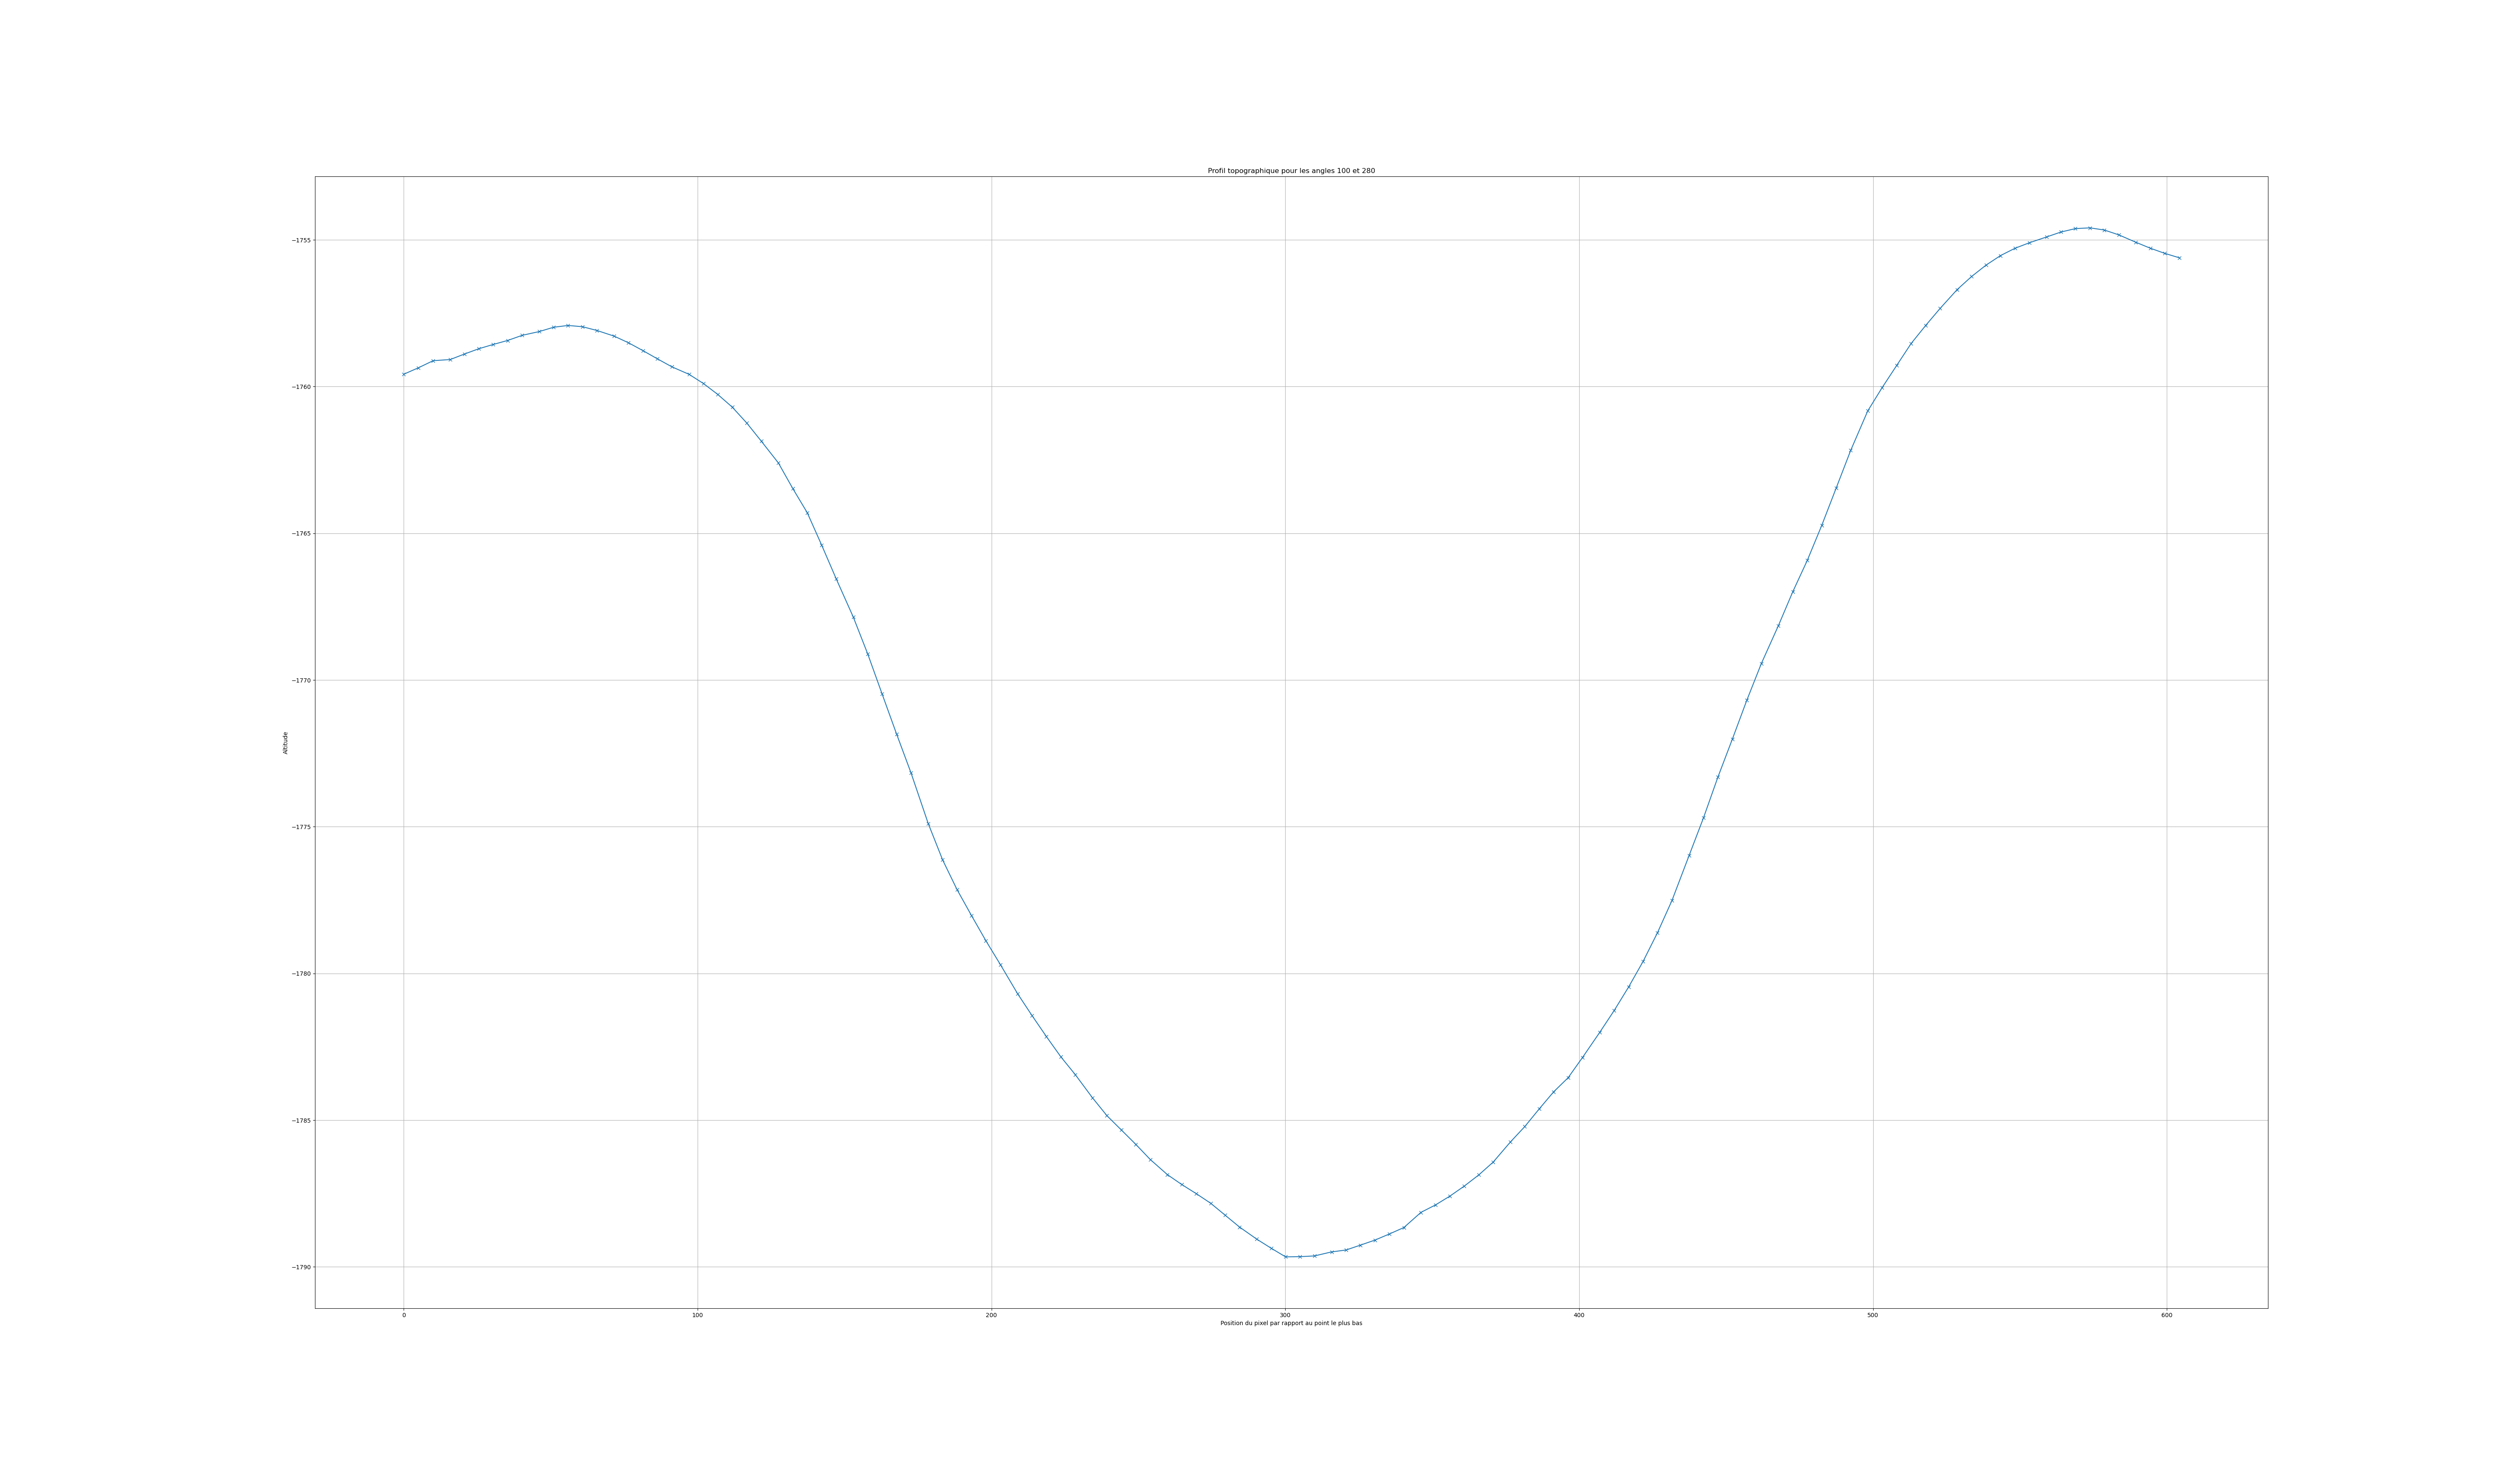 Profil topographique pour les angles 100 et 280
−1755
−1760
−1765
−1770
Altitude
−1775
−1780
−1785
−1790
0 100 200 300 400 500 600
Position du pixel par rapport au point le plus bas